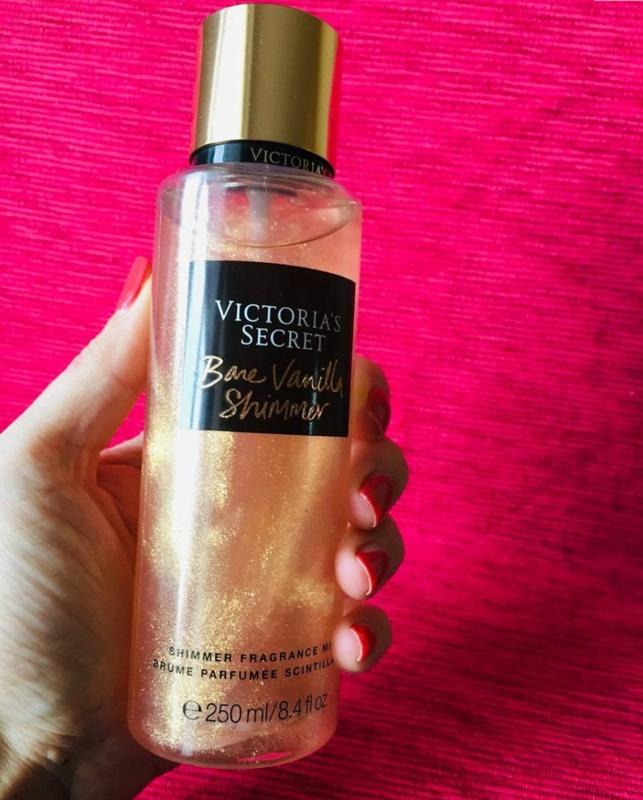 VICTORIA'S
VICTORIA'S
SECRET
Bare Vanilla
Shimmer
SHIMMER FRAGRANCE
BRUME PARFUMÉE
℮ 250 ml/8.4 fl oz